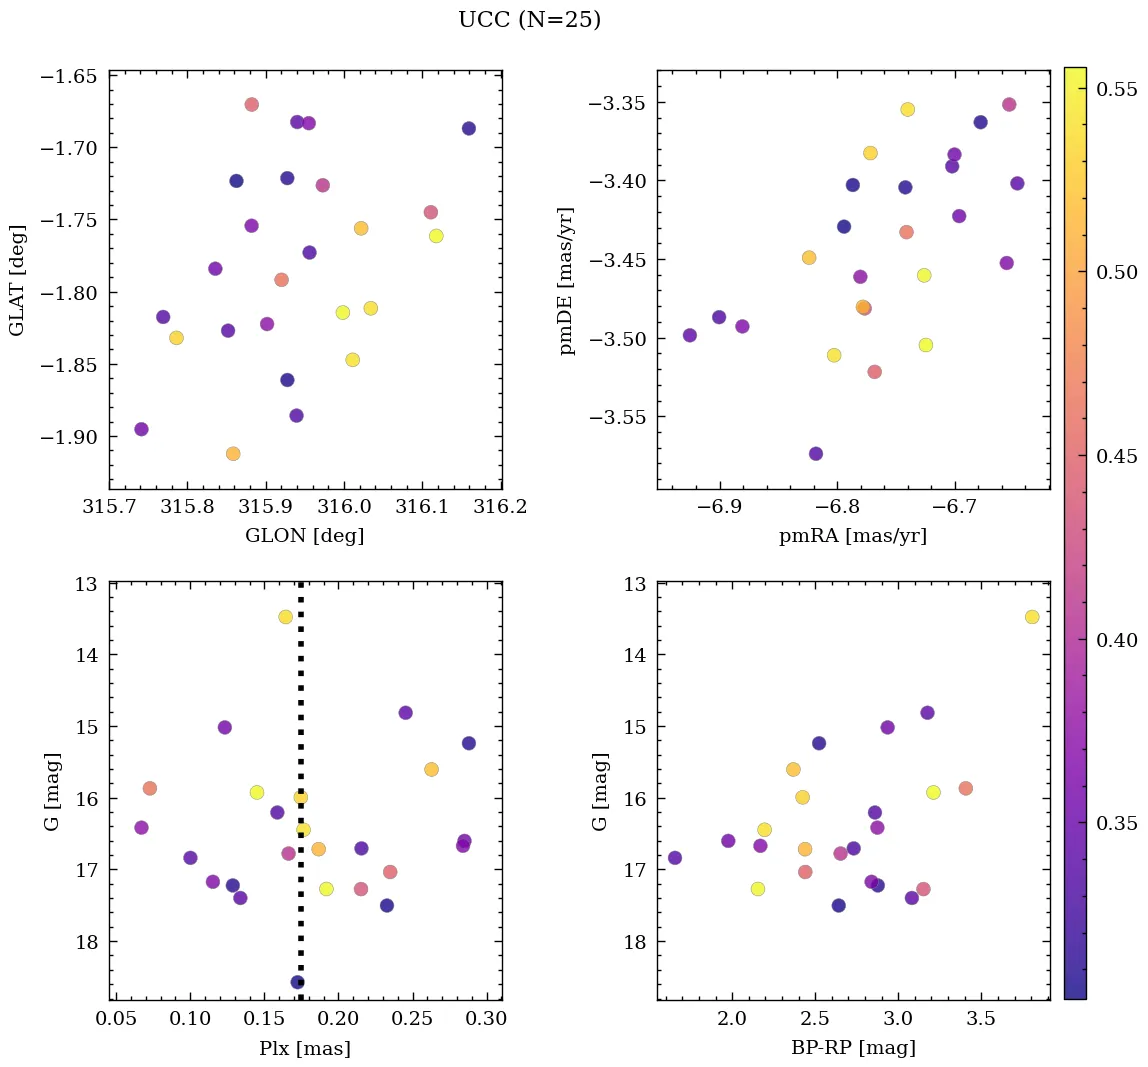 UCC (N=25)
−1.65
−1.70
−1.75
−1.80
−1.85
−1.90
GLAT [deg]
315.7 315.8 315.9 316.0 316.1 316.2
GLON [deg]
−3.35
−3.40
−3.45
−3.50
−3.55
pmDE [mas/yr]
−6.9 −6.8 −6.7
pmRA [mas/yr]
0.55
0.50
0.45
0.40
0.35
13
14
15
16
17
18
G [mag]
0.05 0.10 0.15 0.20 0.25 0.30
Plx [mas]
13
14
15
16
17
18
G [mag]
2.0 2.5 3.0 3.5
BP-RP [mag]